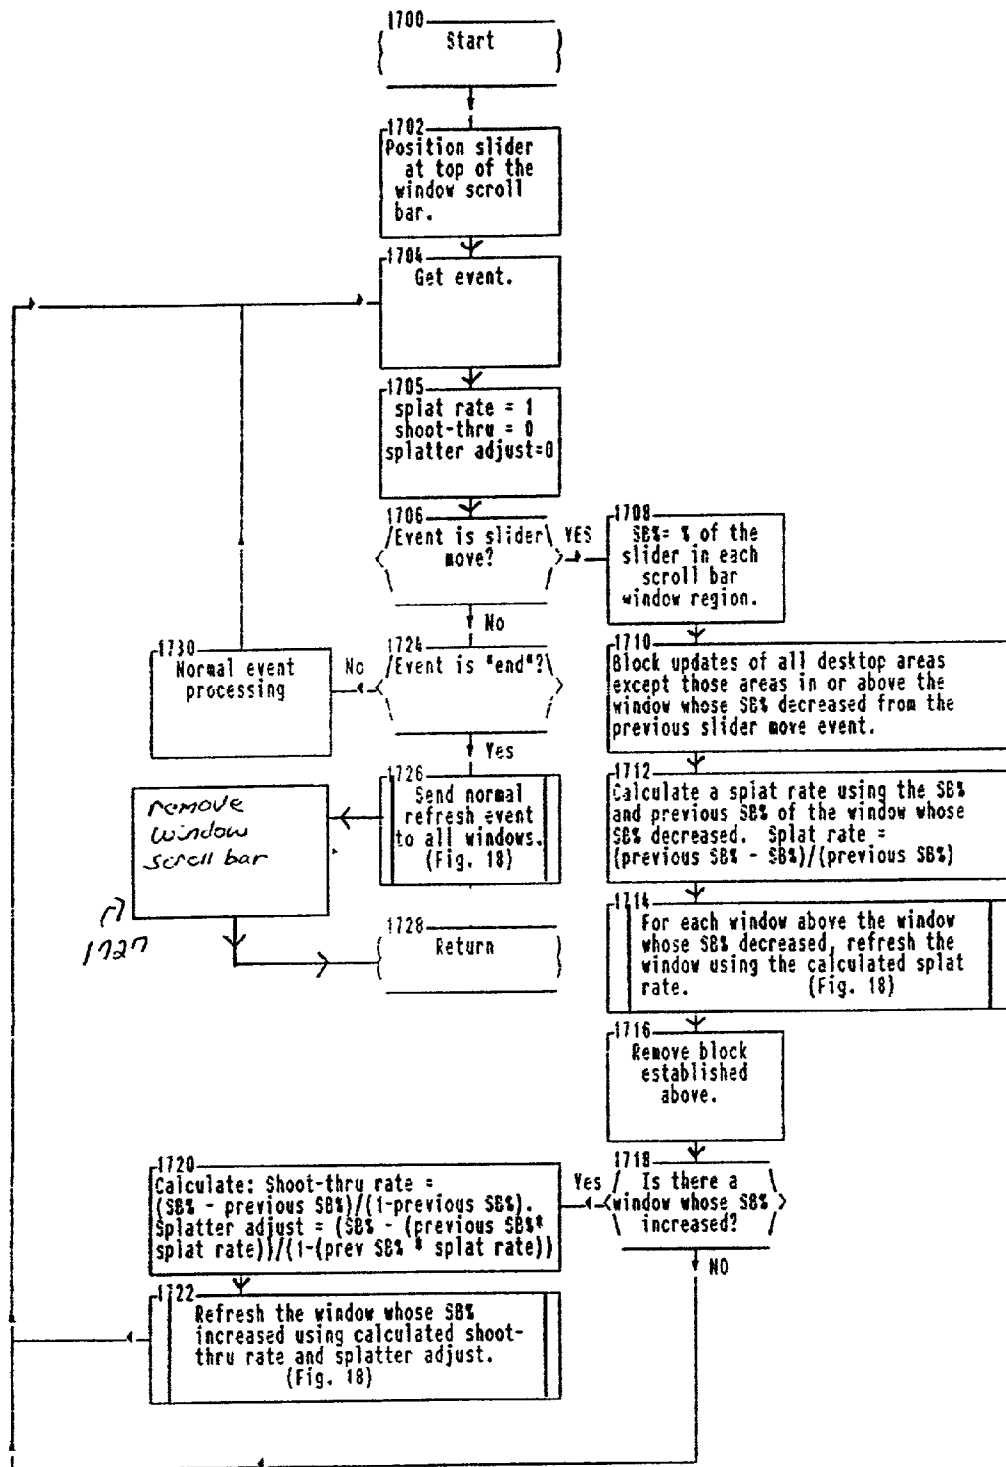 1700
Start
1702
Position slider
at top of the
window scroll
bar.
1704
Get event.
1705
splat rate = 1
shoot-thru = 0
splatter adjust=0
1706
Event is slider
move?
YES
No
1708
SB%= % of the
slider in each
scroll bar
window region.
1710
Block updates of all desktop areas
except those areas in or above the
window whose SB% decreased from the
previous slider move event.
1712
Calculate a splat rate using the SB%
and previous SB% of the window whose
SB% decreased. Splat rate =
(previous SB% - SB%)/(previous SB%)
1714
For each window above the window
whose SB% decreased, refresh the
window using the calculated splat
rate. (Fig. 18)
1716
Remove block
established
above.
1718
Is there a
window whose SB%
increased?
Yes
NO
1720
Calculate: Shoot-thru rate =
(SB% - previous SB%)/(1-previous SB%).
Splatter adjust = (SB% - (previous SB%*
splat rate))/(1-(prev SB% * splat rate))
1722
Refresh the window whose SB%
increased using calculated shoot-
thru rate and splatter adjust.
(Fig. 18)
1724
Event is "end"?
No
Yes
1730
Normal event
processing
1726
Send normal
refresh event
to all windows.
(Fig. 18)
remove
window
scroll bar
1727
1728
Return